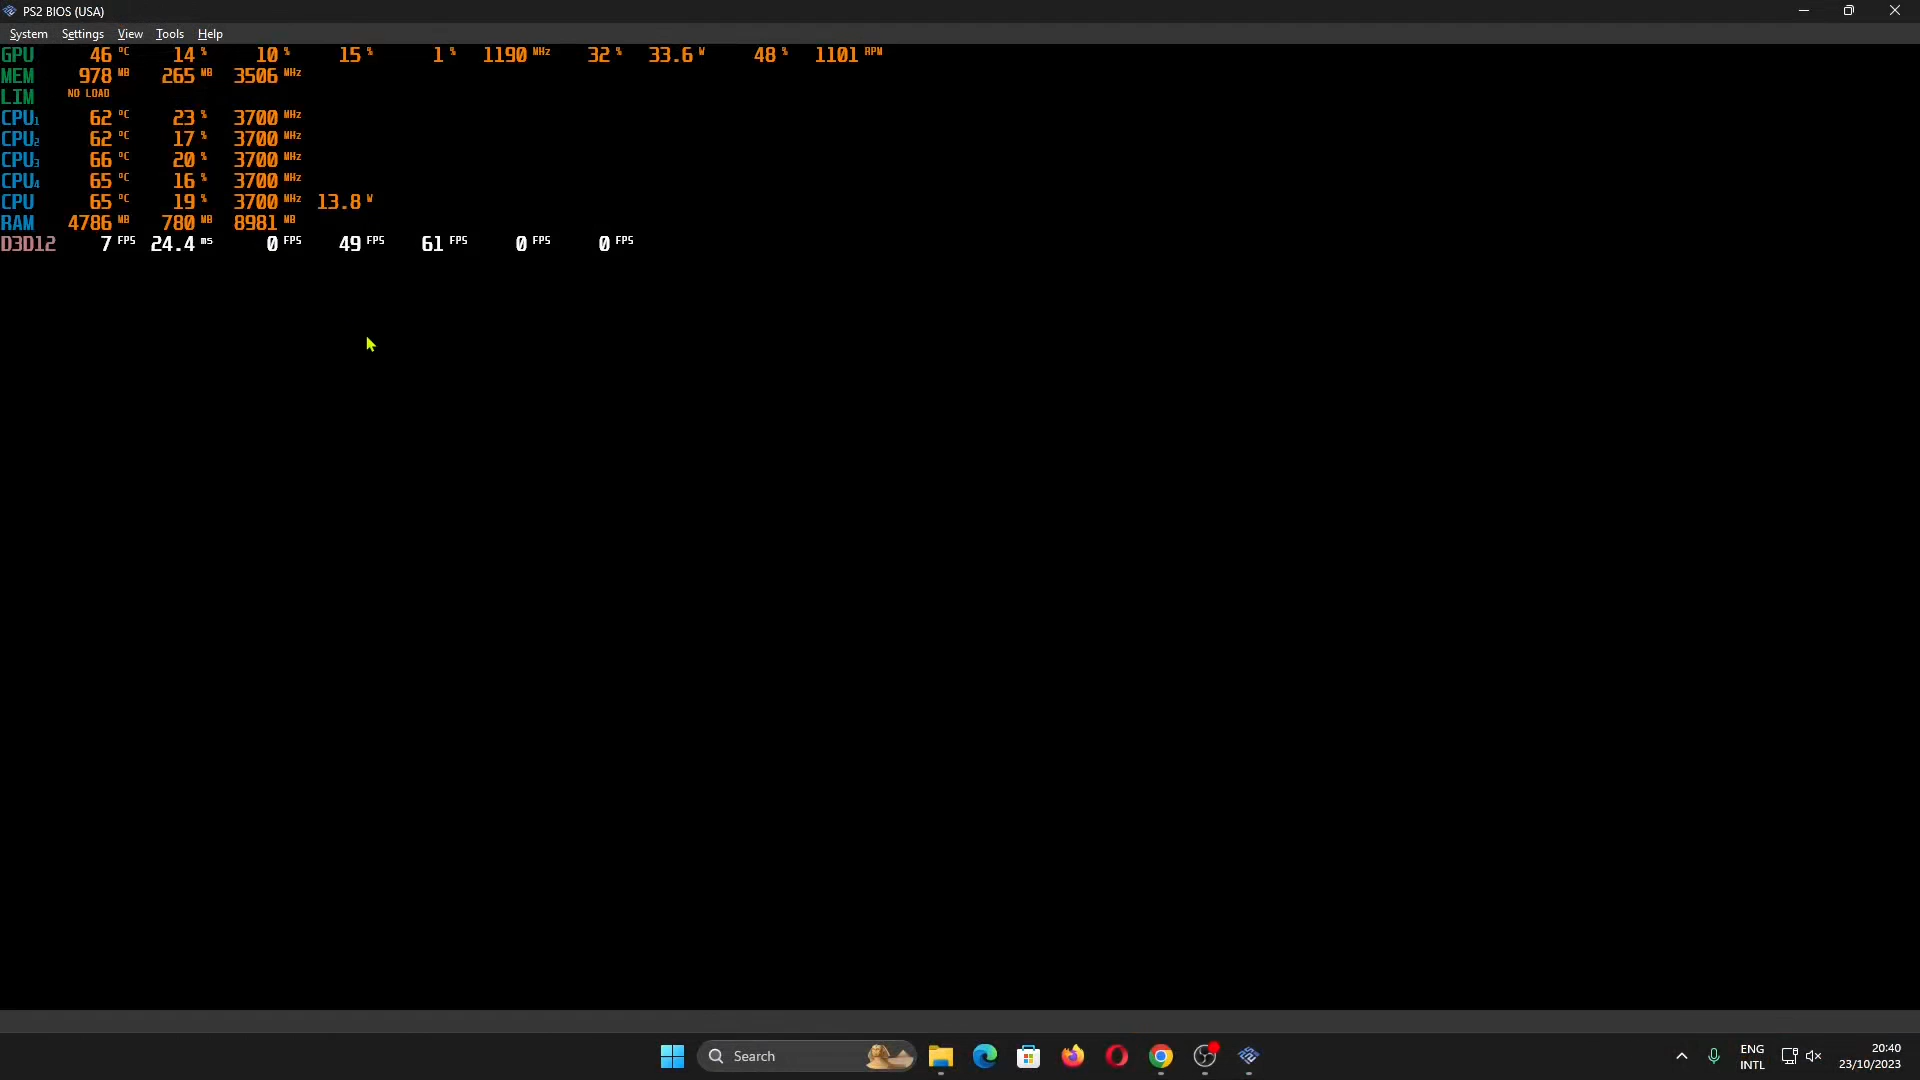 PS2 BIOS (USA)
System Settings View Tools Help
GPU 46 °C 14 % 10 % 15 % 1 % 1190 MHz 32 % 33.6 W 48 % 1101 RPM
MEM 978 MB 265 MB 3506 MHz
LIM NO LOAD
CPU1 62 °C 23 % 3700 MHz
CPU2 62 °C 17 % 3700 MHz
CPU3 66 °C 20 % 3700 MHz
CPU4 65 °C 16 % 3700 MHz
CPU 65 °C 19 % 3700 MHz 13.8 W
RAM 4786 MB 780 MB 8981 MB
D3D12 7 FPS 24.4 ms 0 FPS 49 FPS 61 FPS 0 FPS 0 FPS
Search
ENG
INTL
20:40
23/10/2023